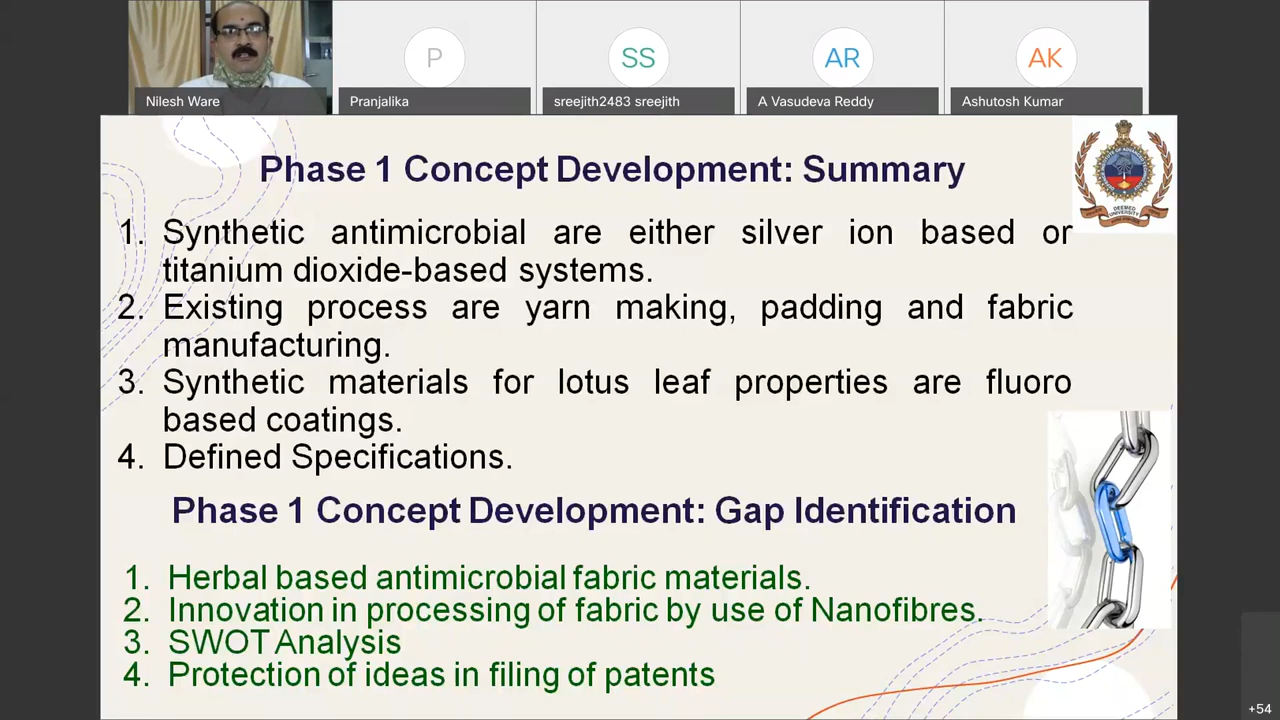 P
SS
AR
AK
Nilesh Ware
Pranjalika
sreejith2483 sreejith
A Vasudeva Reddy
Ashutosh Kumar
Phase 1 Concept Development: Summary
DEEMED
UNIVERSITY
1. Synthetic antimicrobial are either silver ion based or
titanium dioxide-based systems.
2. Existing process are yarn making, padding and fabric
manufacturing.
3. Synthetic materials for lotus leaf properties are fluoro
based coatings.
4. Defined Specifications.
Phase 1 Concept Development: Gap Identification
1. Herbal based antimicrobial fabric materials.
2. Innovation in processing of fabric by use of Nanofibres.
3. SWOT Analysis
4. Protection of ideas in filing of patents
+54